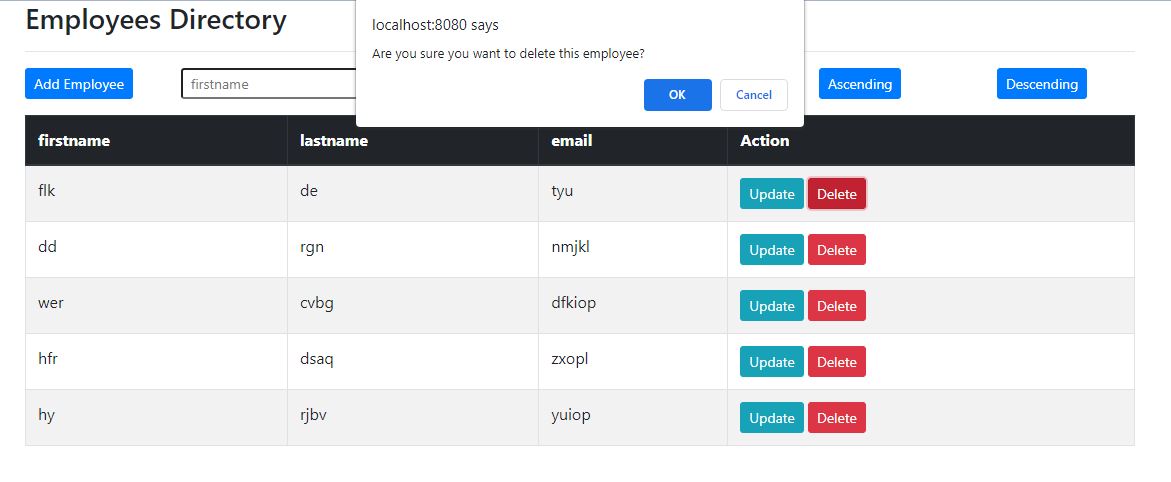 Employees Directory
localhost:8080 says
Are you sure you want to delete this employee?
OK Cancel
Add Employee firstname Ascending Descending
firstname lastname email Action
flk de tyu Update Delete
dd rgn nmjkl Update Delete
wer cvbg dfkiop Update Delete
hfr dsaq zxopl Update Delete
hy rjbv yuiop Update Delete